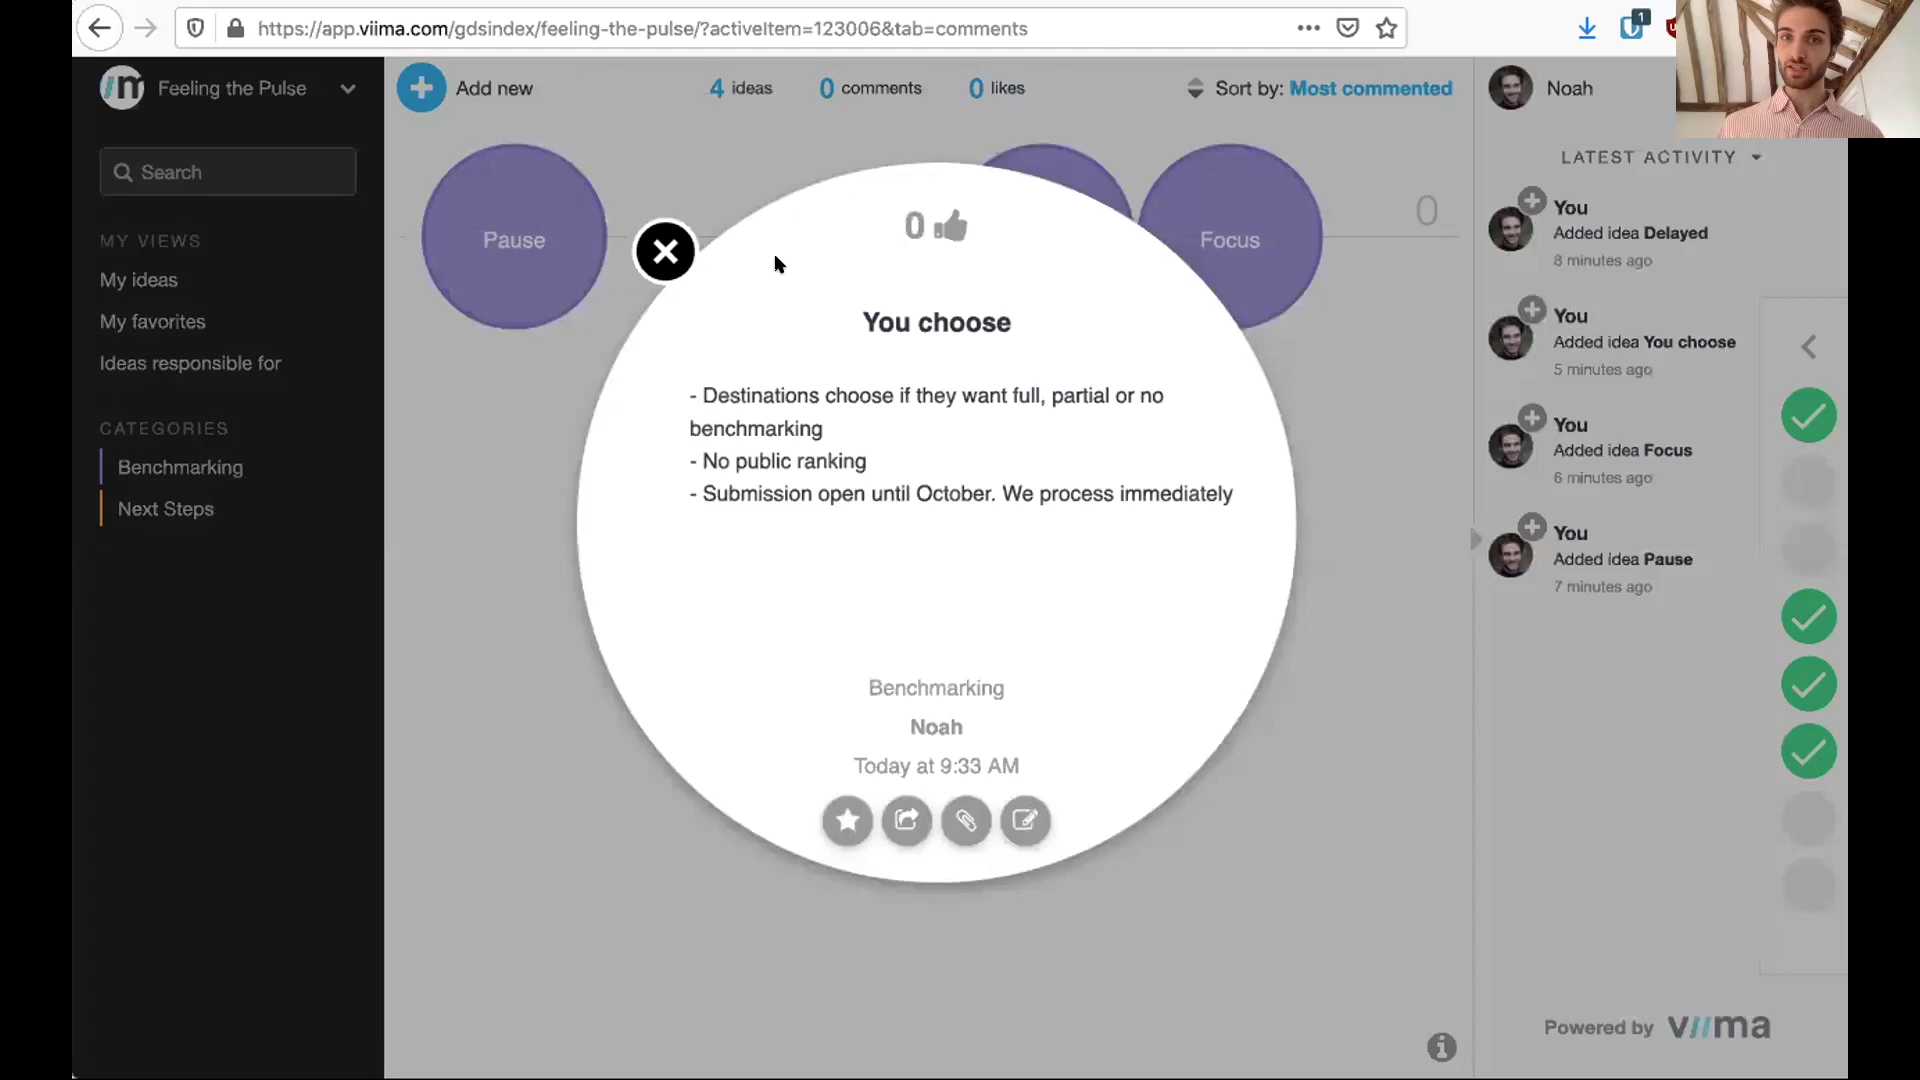 https://app.viima.com/gdsindex/feeling-the-pulse/?activeItem=123006&tab=comments
1
Feeling the Pulse
Add new
4 ideas
0 comments
0 likes
Sort by: Most commented
Noah
Search
LATEST ACTIVITY
MY VIEWS
My ideas
My favorites
Ideas responsible for
CATEGORIES
Benchmarking
Next Steps
Pause
Focus
0
0
You choose
- Destinations choose if they want full, partial or no
benchmarking
- No public ranking
- Submission open until October. We process immediately
Benchmarking
Noah
Today at 9:33 AM
You
Added idea Delayed
8 minutes ago
You
Added idea You choose
5 minutes ago
You
Added idea Focus
6 minutes ago
You
Added idea Pause
7 minutes ago
Powered by viima